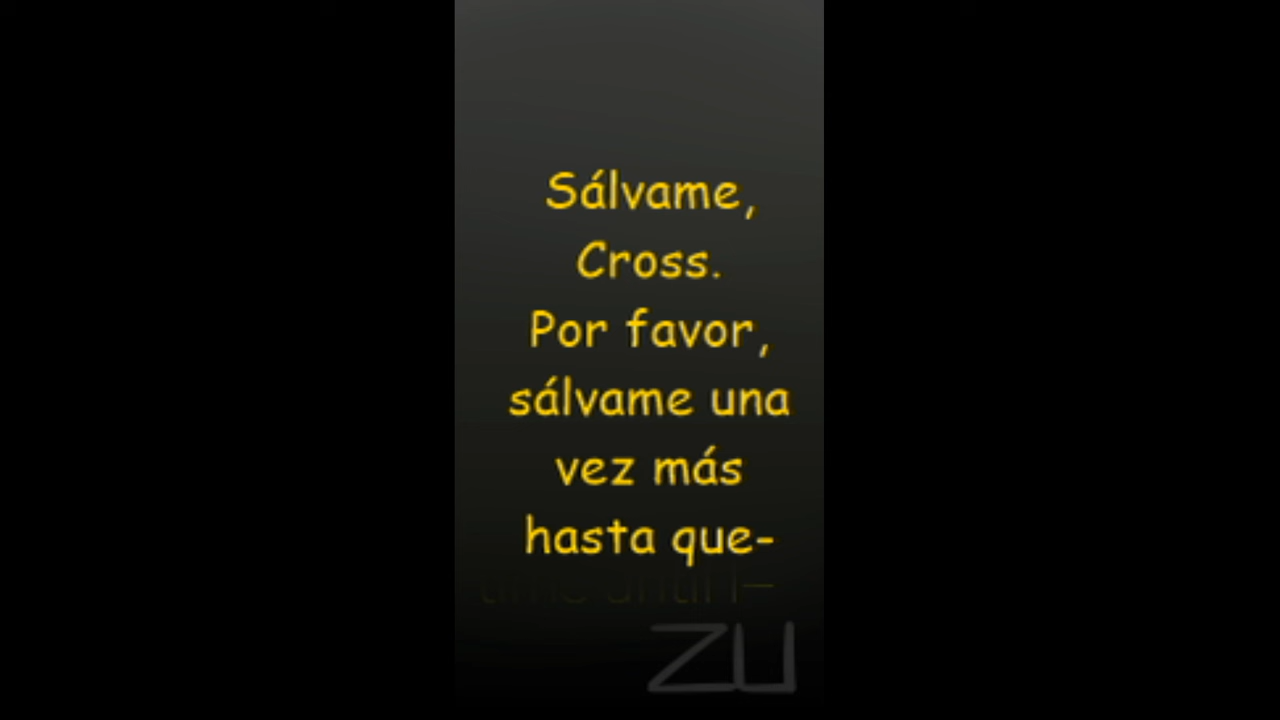 Sálvame,
Cross.
Por favor,
sálvame una
vez más
hasta que-
ZU